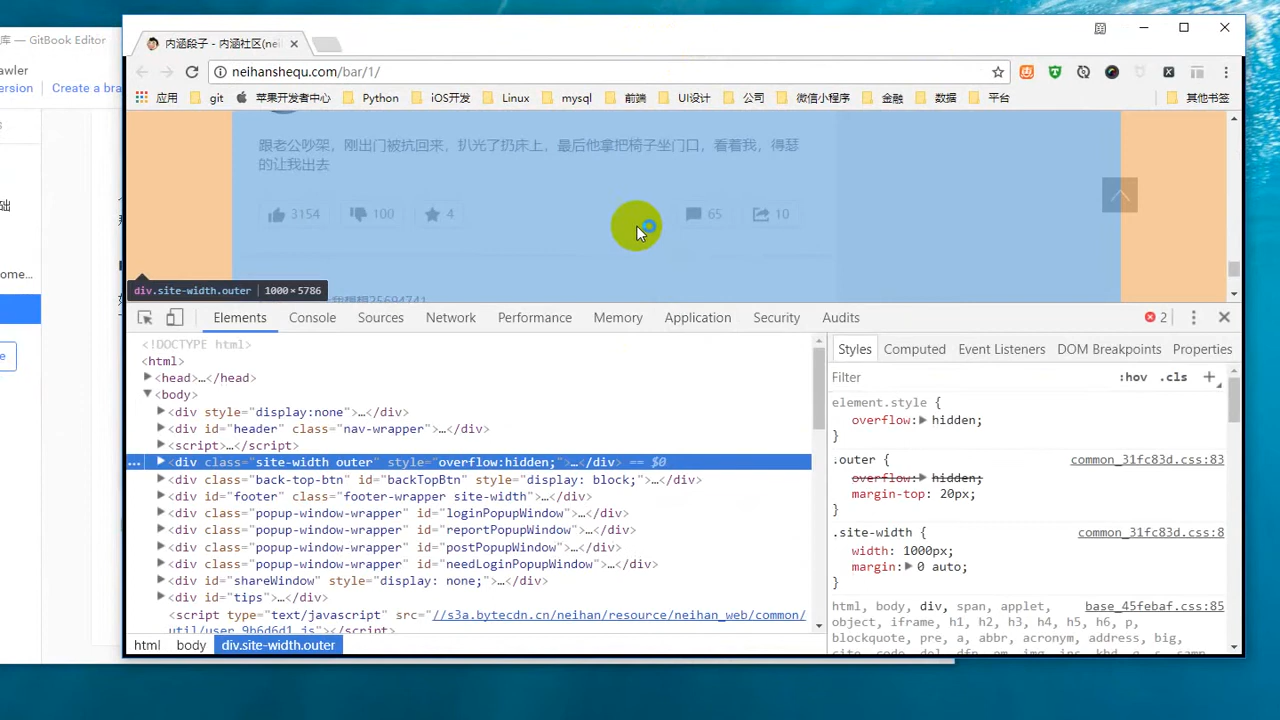 库) — GitBook Editor
内涵段子 - 内涵社区(nei
awler
ersion
Create a bra
neihanshequ.com/bar/1/
应用 git 苹果开发者中心 Python iOS开发 Linux mysql 前端 UI设计 公司 微信小程序 金融 数据 平台 其他书签
跟老公吵架，刚出门被抗回来，扒光了扔床上，最后他拿把椅子坐门口，看着我，得瑟
的让我出去
础
3154 100 4 65 10
ome...
div.site-width.outer | 1000×5786
Elements Console Sources Network Performance Memory Application Security Audits 2
<!DOCTYPE html>
<html>
<head>…</head>
<body>
<div style="display:none">…</div>
<div id="header" class="nav-wrapper">…</div>
<script>…</script>
<div class="site-width outer" style="overflow:hidden;">…</div> == $0
<div class="back-top-btn" id="backTopBtn" style="display: block;">…</div>
<div id="footer" class="footer-wrapper site-width">…</div>
<div class="popup-window-wrapper" id="loginPopupWindow">…</div>
<div class="popup-window-wrapper" id="reportPopupWindow">…</div>
<div class="popup-window-wrapper" id="postPopupWindow">…</div>
<div class="popup-window-wrapper" id="needLoginPopupWindow">…</div>
<div id="shareWindow" style="display: none;">…</div>
<div id="tips">…</div>
<script type="text/javascript" src="//s3a.bytecdn.cn/neihan/resource/neihan_web/common/
util/user_9b6d6d1.js"></script>
html body div.site-width.outer
Styles Computed Event Listeners DOM Breakpoints Properties
Filter :hov .cls +
element.style {
overflow: hidden;
}
.outer { common_31fc83d.css:83
overflow: hidden;
margin-top: 20px;
}
.site-width { common_31fc83d.css:8
width: 1000px;
margin: 0 auto;
}
html, body, div, span, applet, base_45febaf.css:85
object, iframe, h1, h2, h3, h4, h5, h6, p,
blockquote, pre, a, abbr, acronym, address, big,
cite, code, del, dfn, em, img, ins, kbd, q, s, samp,